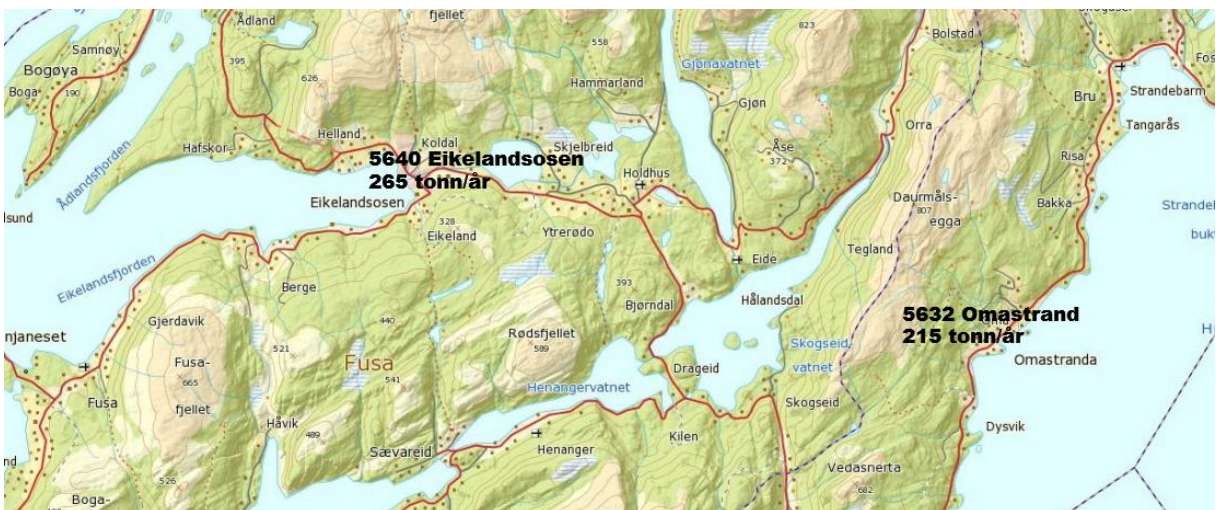 Ådland
fjellet
823
Bolstad
Samnøy
395
558
Bogøya
626
Hammarland
Gjønavatnet
Boga
190
Gjøn
Bru
Strandebarn
Tangarås
Helland
Koldal
Skjelbreid
Orra
Hafskor
Åse
372
Risa
Ådlandsfjorden
5640 Eikelandsosen
265 tonn/år
Holdhus
Daurmåls-
egga
807
Bakka
Eikelandsosen
328
Eikeland
Ytrerødo
Tegland
Eide
Eikelandsfjorden
Berge
393
Bjørndal
Hålandsdal
5632 Omastrand
215 tonn/år
Gjerdavik
440
njaneset
521
Rødsfjellet
589
Skogseid-
vatnet
Omastranda
Fusa-
fjellet
665
Fusa
541
Drageid
Henangervatnet
Fusa
Skogseid
Håvik
489
Dysvik
Sævareid
Henanger
Kilen
Vedasnerta
682
526
Boga-